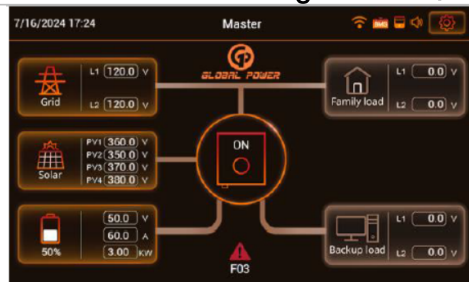 7/16/2024 17:24 Master BMS
GLOBAL POWER
Grid L1 120.0 V
L2 120.0 V
Solar PV1 360.0 V
PV2 350.0 V
PV3 370.0 V
PV4 380.0 V
50% 50.0 V
60.0 A
3.00 KW
ON
F03
Family load L1 0.0 V
L2 0.0 V
Backup load L1 0.0 V
L2 0.0 V